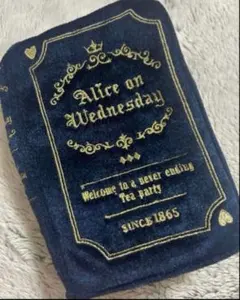 Alice on
Wednesday
Welcome to a never ending
Tea party
SINCE 1865